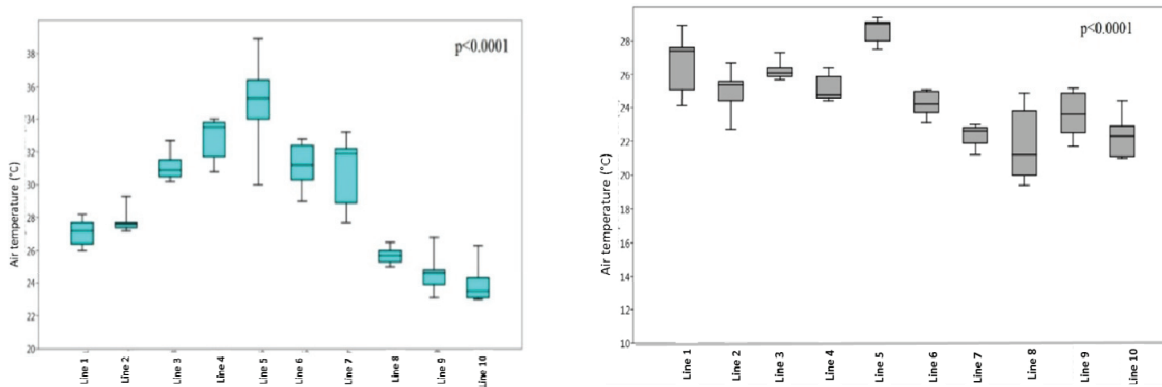 p<0.0001
Air temperature (°C)
38
36
34
32
30
28
26
24
22
20
Line 1
Line 2
Line 3
Line 4
Line 5
Line 6
Line 7
Line 8
Line 9
Line 10
p<0.0001
Air temperature (°C)
30
28
26
24
22
20
18
16
14
12
10
Line 1
Line 2
Line 3
Line 4
Line 5
Line 6
Line 7
Line 8
Line 9
Line 10